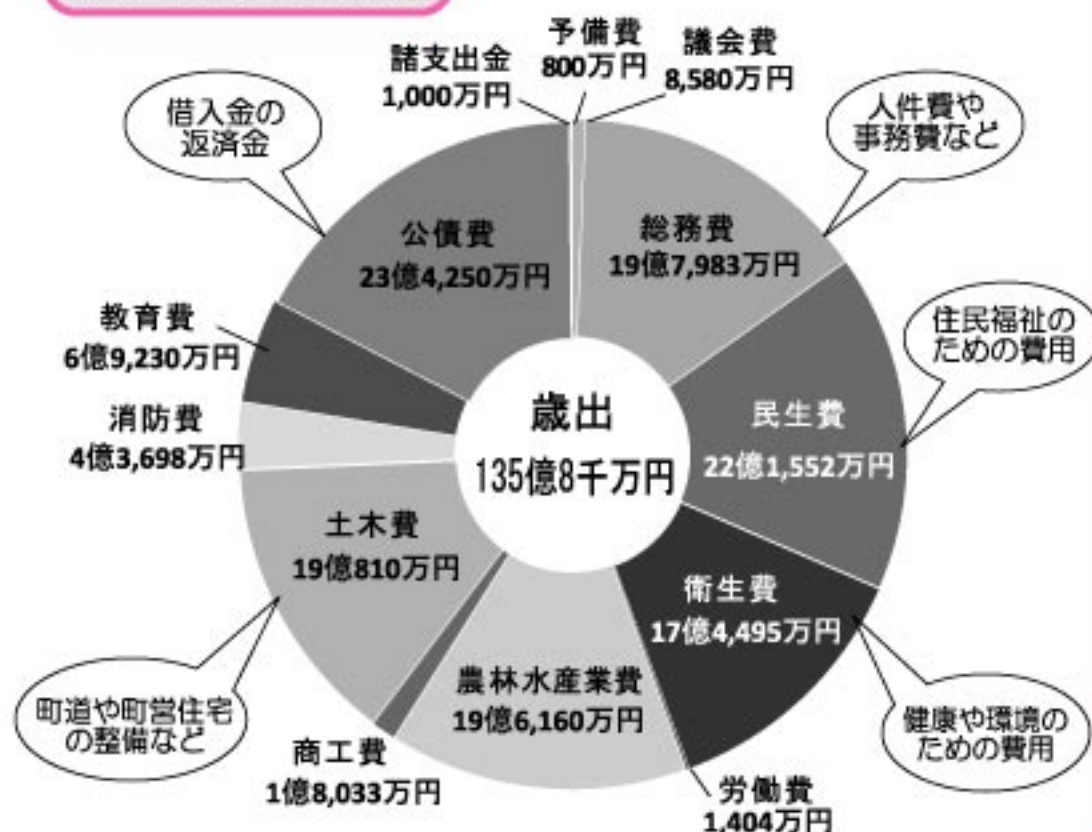 予備費
800万円
議会費
8,580万円
諸支出金
1,000万円
借入金の
返済金
人件費や
事務費など
公債費
23億4,250万円
総務費
19億7,983万円
教育費
6億9,230万円
住民福祉の
ための費用
消防費
4億3,698万円
歳出
135億8千万円
民生費
22億1,552万円
土木費
19億810万円
衛生費
17億4,495万円
農林水産業費
19億6,160万円
町道や町営住宅
の整備など
健康や環境の
ための費用
商工費
1億8,033万円
労働費
1,404万円